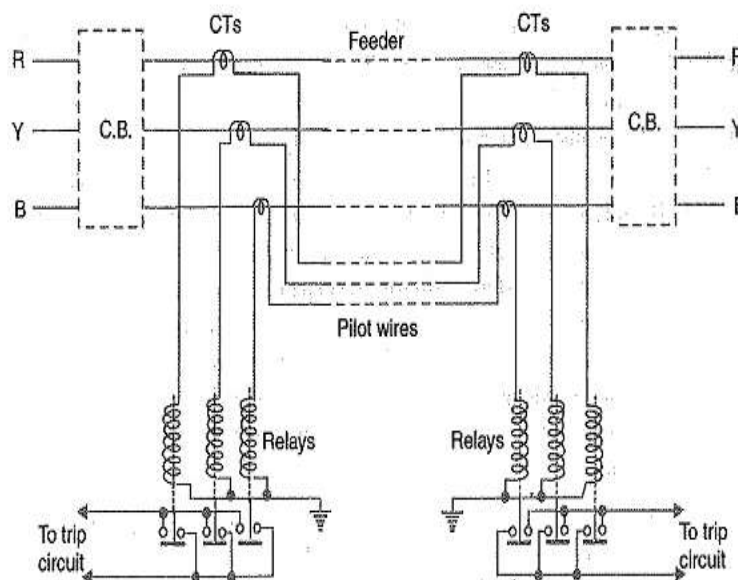 CTs CTs
Feeder
R
Y C.B. C.B. Y
B
Pilot wires
Relays Relays
To trip circuit
To trip circuit